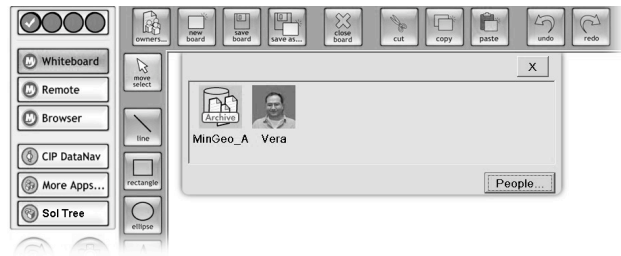 owners... new board save board save as... close board cut copy paste undo redo
Whiteboard
Remote
Browser
CIP DataNav
More Apps...
Sol Tree
move select
line
rectangle
ellipse
X
Archive
MinGeo_A Vera
People...